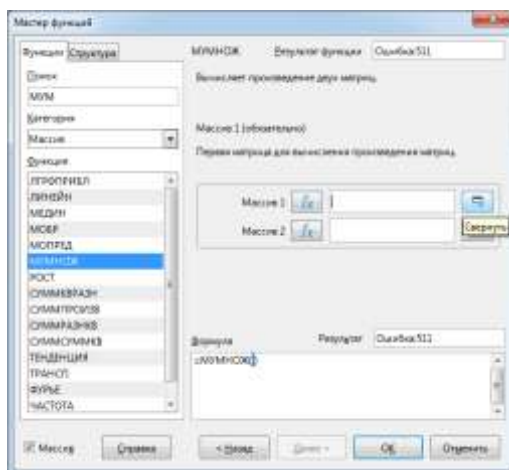 Мастер функций
Функции Структура
МУМНОЖ Результат функции Ошибка:511
Поиск
МУМ
Вычисляет произведение двух матриц.
Категория
Массив
Массив 1 (обязательно)
Первая матрица для вычисления произведения матриц.
Функция
ЛГРФПРИБЛ
ЛИНЕЙН
МЕДИН
МОБР
МОПРЕД
МУМНОЖ
РОСТ
СУММКВРАЗН
СУММПРОИЗВ
СУММРАЗНКВ
СУММСУММКВ
ТЕНДЕНЦИЯ
ТРАНСП
ФУРЬЕ
ЧАСТОТА
Массив 1
Свернуть
Массив 2
Формула Результат Ошибка:511
=МУМНОЖ()
Массив Справка < Назад Далее > ОК Отменить